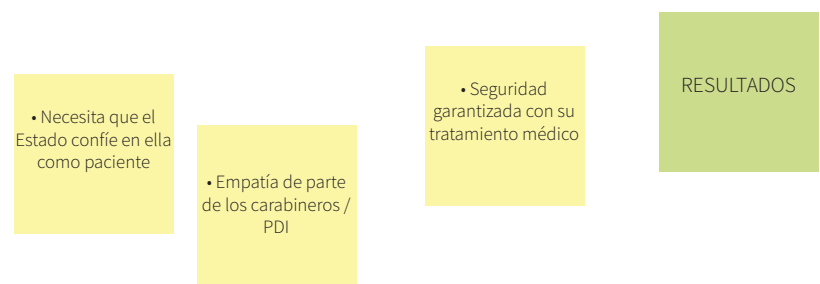 • Necesita que el
Estado confíe en ella
como paciente
• Empatía de parte
de los carabineros /
PDI
• Seguridad
garantizada con su
tratamiento médico
RESULTADOS